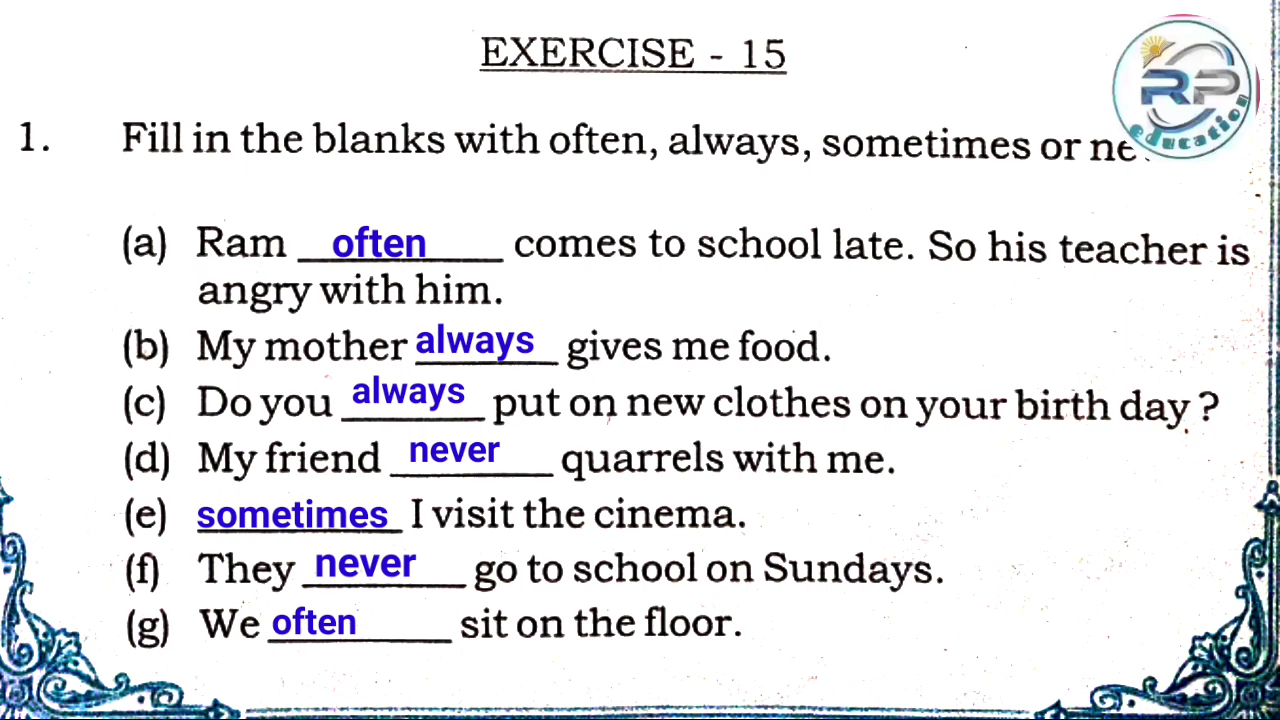 EXERCISE - 15
RP
education
1. Fill in the blanks with often, always, sometimes or
(a) Ram often comes to school late. So his teacher is
angry with him.
(b) My mother always gives me food.
(c) Do you always put on new clothes on your birth day ?
(d) My friend never quarrels with me.
(e) sometimes I visit the cinema.
(f) They never go to school on Sundays.
(g) We often sit on the floor.